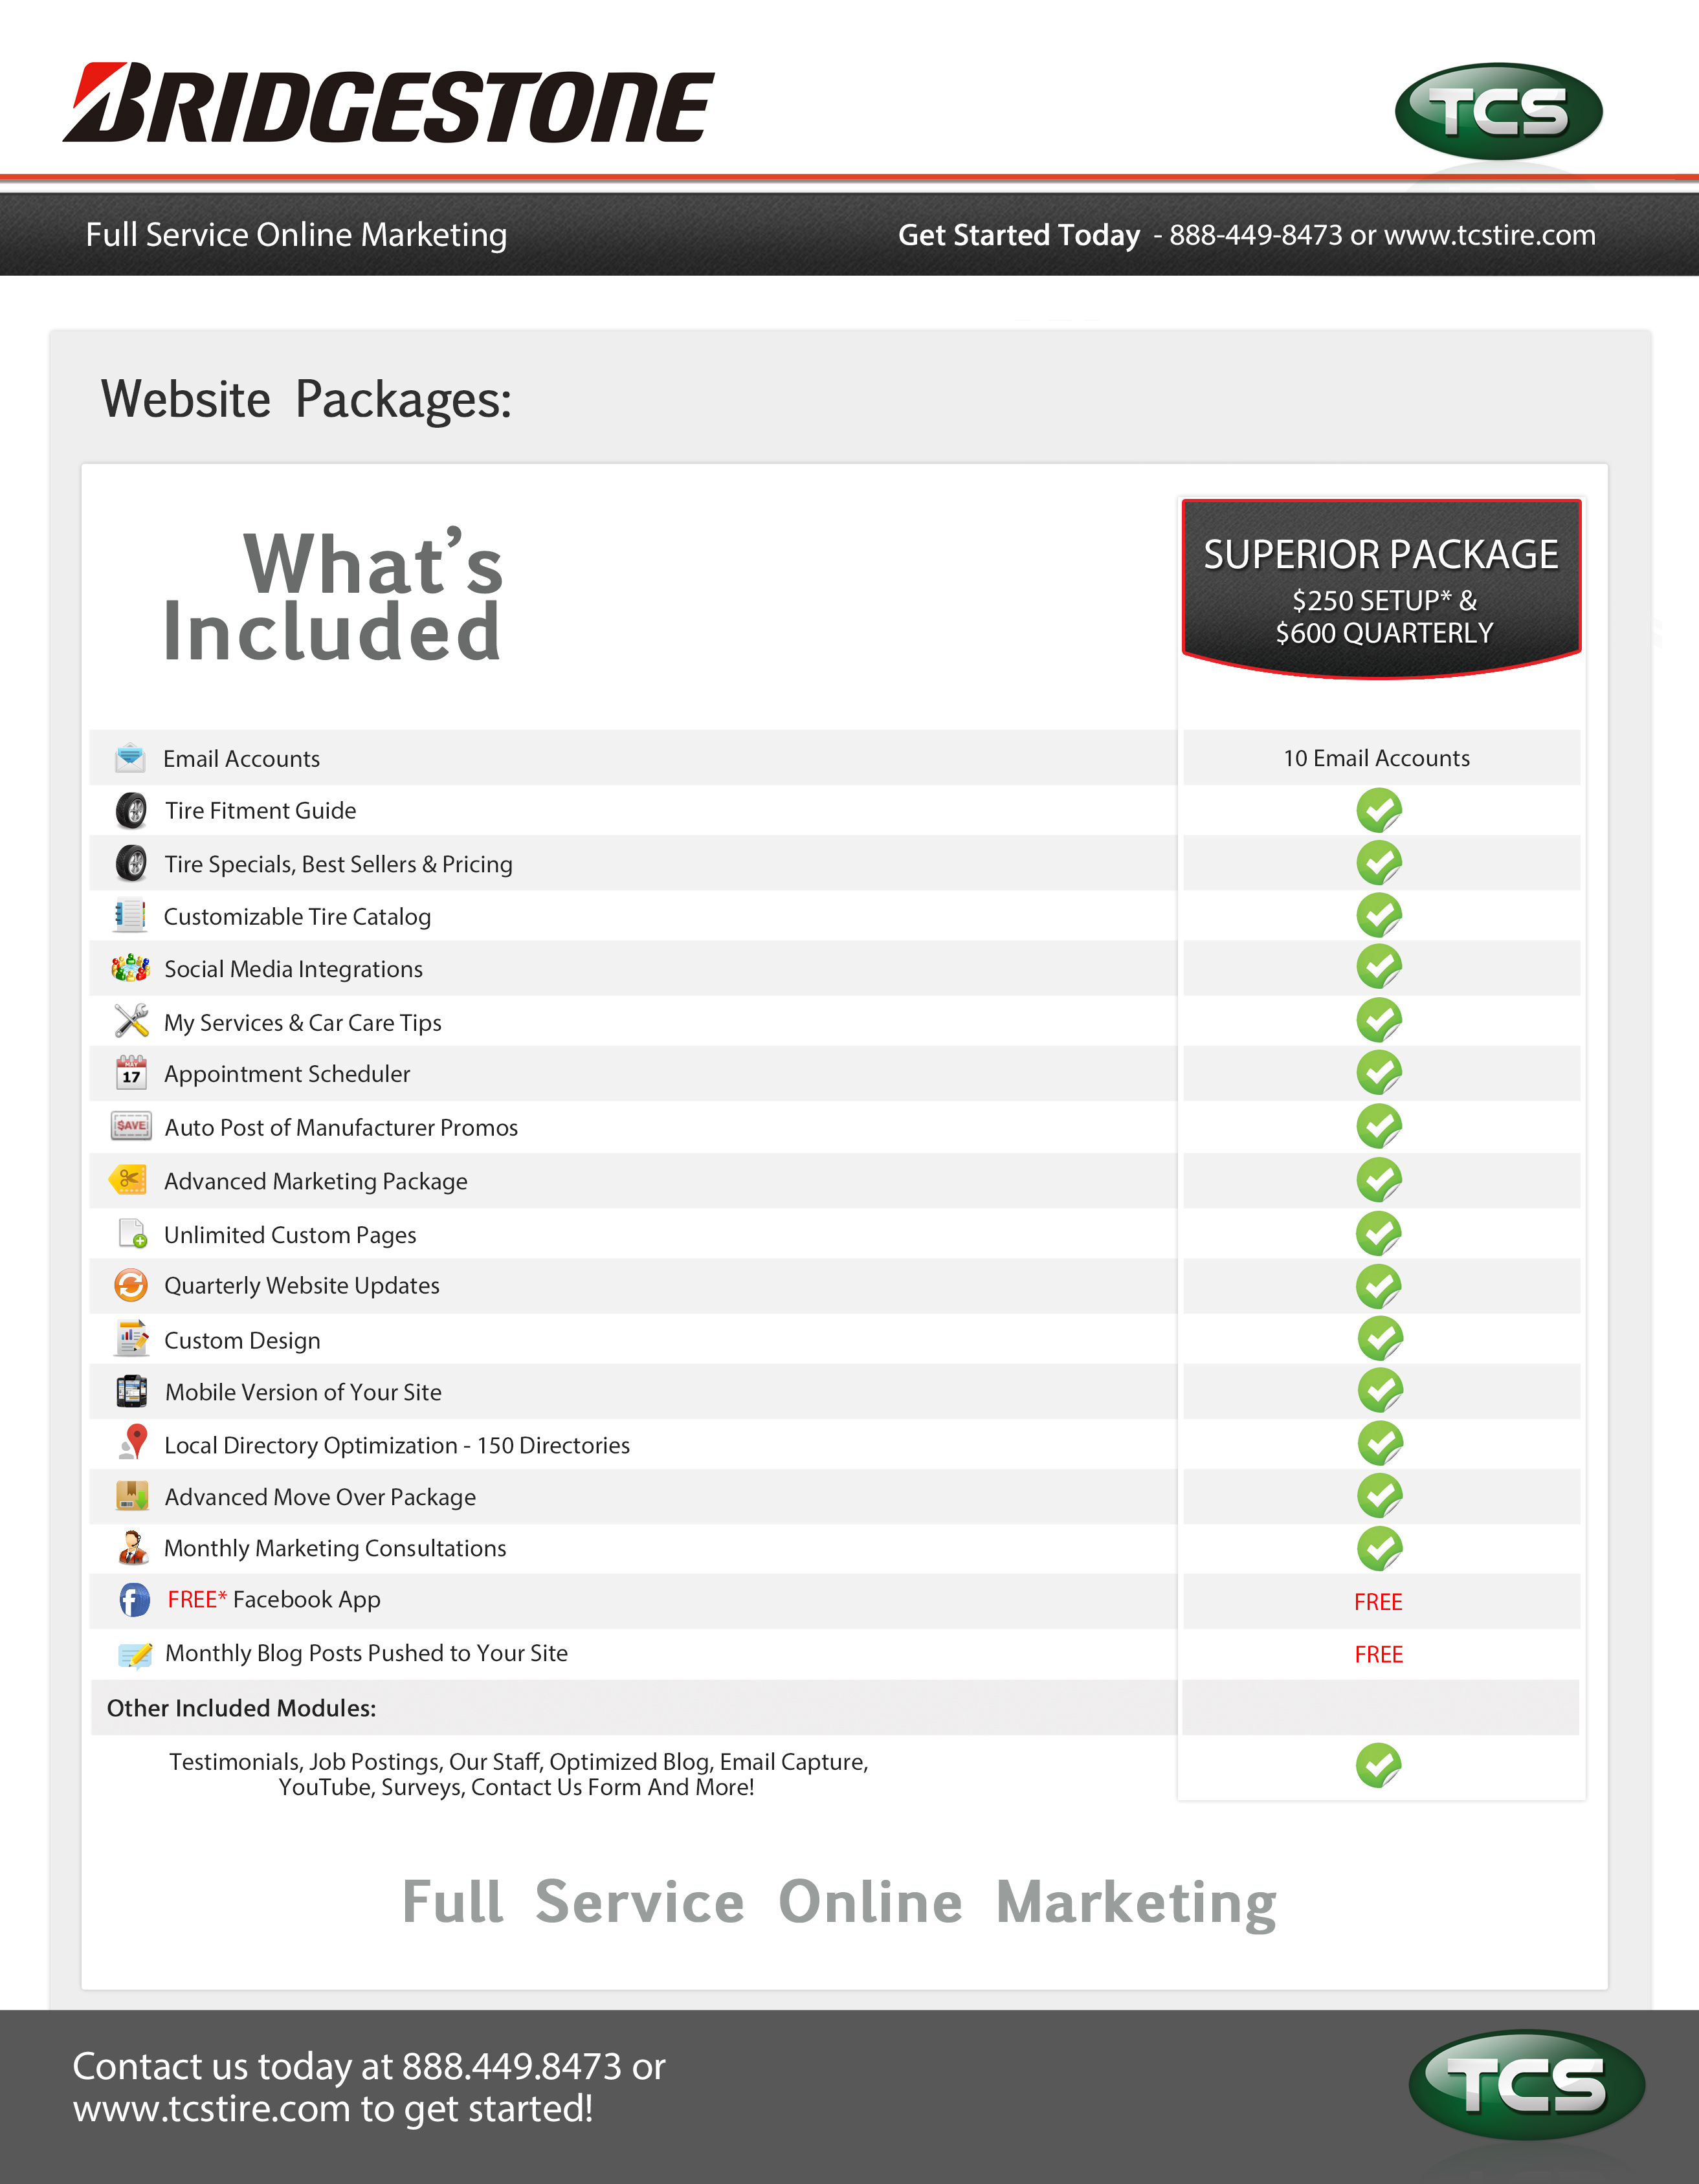 BRIDGESTONE
TCS
Full Service Online Marketing
Get Started Today - 888-449-8473 or www.tcstire.com
Website Packages:
What's
Included
SUPERIOR PACKAGE
$250 SETUP* &
$600 QUARTERLY
Email Accounts
10 Email Accounts
Tire Fitment Guide
Tire Specials, Best Sellers & Pricing
Customizable Tire Catalog
Social Media Integrations
My Services & Car Care Tips
MAY
17
Appointment Scheduler
$AVE
Auto Post of Manufacturer Promos
Advanced Marketing Package
Unlimited Custom Pages
Quarterly Website Updates
Custom Design
Mobile Version of Your Site
Local Directory Optimization - 150 Directories
Advanced Move Over Package
Monthly Marketing Consultations
f
FREE* Facebook App
FREE
Monthly Blog Posts Pushed to Your Site
FREE
Other Included Modules:
Testimonials, Job Postings, Our Staff, Optimized Blog, Email Capture,
YouTube, Surveys, Contact Us Form And More!
Full Service Online Marketing
Contact us today at 888.449.8473 or
www.tcstire.com to get started!
TCS